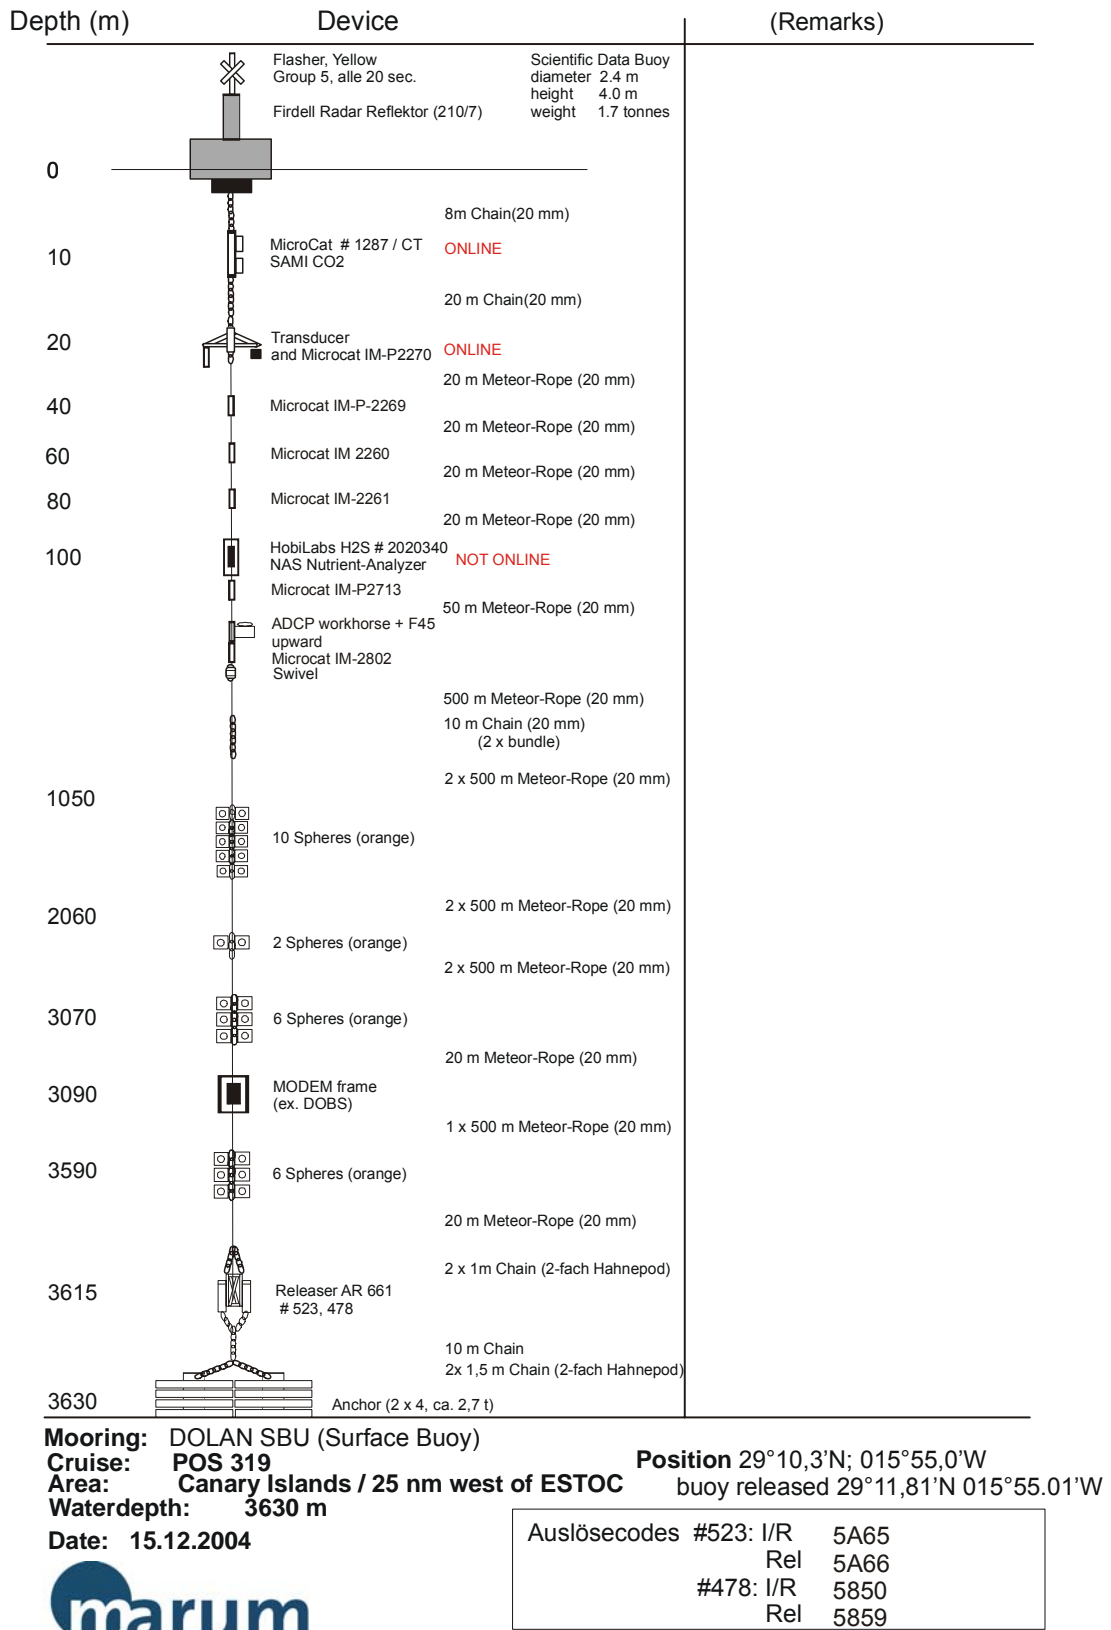 Depth (m) Device (Remarks)
Flasher, Yellow
Group 5, alle 20 sec.
Firdell Radar Reflektor (210/7)
Scientific Data Buoy
diameter 2.4 m
height 4.0 m
weight 1.7 tonnes
0
8m Chain(20 mm)
10
MicroCat # 1287 / CT
SAMI CO2
ONLINE
20 m Chain(20 mm)
20
Transducer
and Microcat IM-P2270
ONLINE
20 m Meteor-Rope (20 mm)
40
Microcat IM-P-2269
20 m Meteor-Rope (20 mm)
60
Microcat IM 2260
20 m Meteor-Rope (20 mm)
80
Microcat IM-2261
20 m Meteor-Rope (20 mm)
100
HobiLabs H2S # 2020340
NAS Nutrient-Analyzer
NOT ONLINE
Microcat IM-P2713
50 m Meteor-Rope (20 mm)
ADCP workhorse + F45
upward
Microcat IM-2802
Swivel
500 m Meteor-Rope (20 mm)
10 m Chain (20 mm)
(2 x bundle)
2 x 500 m Meteor-Rope (20 mm)
1050
10 Spheres (orange)
2 x 500 m Meteor-Rope (20 mm)
2060
2 Spheres (orange)
2 x 500 m Meteor-Rope (20 mm)
3070
6 Spheres (orange)
20 m Meteor-Rope (20 mm)
3090
MODEM frame
(ex. DOBS)
1 x 500 m Meteor-Rope (20 mm)
3590
6 Spheres (orange)
20 m Meteor-Rope (20 mm)
2 x 1m Chain (2-fach Hahnepod)
3615
Releaser AR 661
# 523, 478
10 m Chain
2x 1,5 m Chain (2-fach Hahnepod)
3630
Anchor (2 x 4, ca. 2,7 t)
Mooring: DOLAN SBU (Surface Buoy)
Cruise: POS 319
Area: Canary Islands / 25 nm west of ESTOC
Waterdepth: 3630 m
Date: 15.12.2004
Position 29°10,3’N; 015°55,0’W
buoy released 29°11,81’N 015°55.01’W
Auslösecodes #523: I/R 5A65
Rel 5A66
#478: I/R 5850
Rel 5859
marum